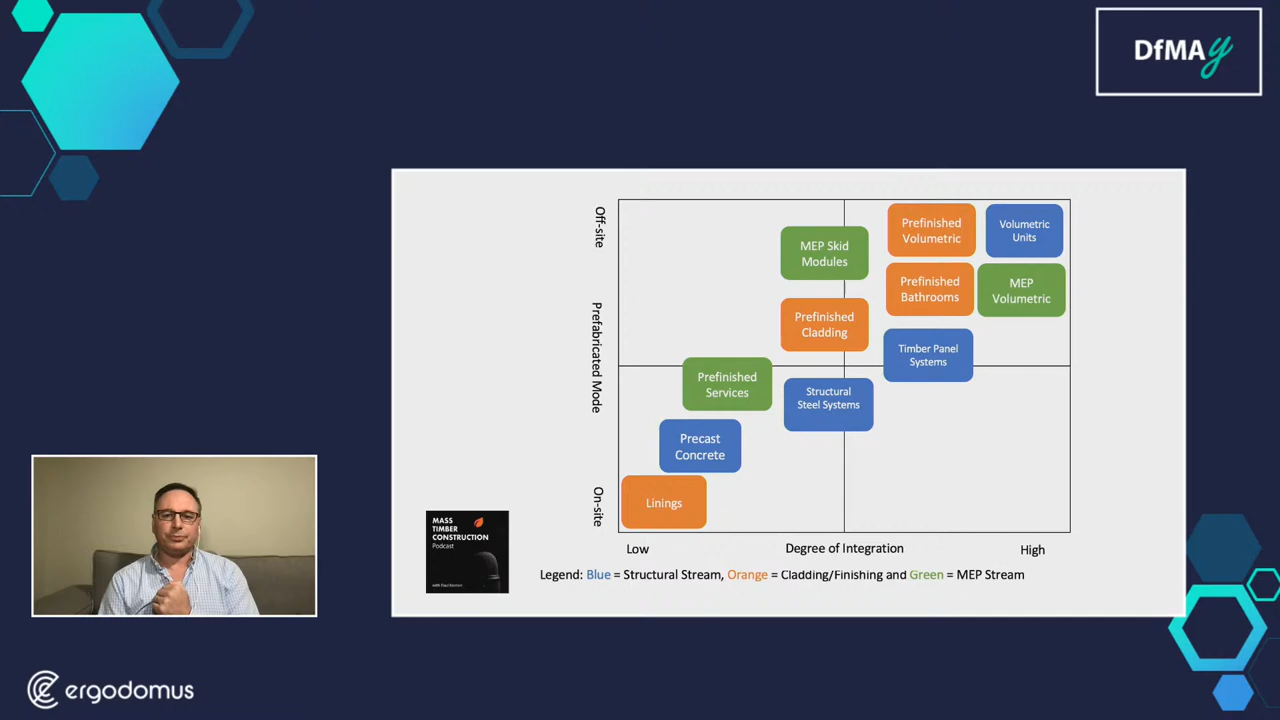 DfMAy
Off-site
Prefabricated Mode
On-site
MEP Skid
Modules
Prefinished
Volumetric
Volumetric
Units
Prefinished
Bathrooms
MEP
Volumetric
Prefinished
Cladding
Timber Panel
Systems
Prefinished
Services
Structural
Steel Systems
Precast
Concrete
Linings
Low
Degree of Integration
High
Legend: Blue = Structural Stream, Orange = Cladding/Finishing and Green = MEP Stream
MASS
TIMBER
CONSTRUCTION
Podcast
ergodomus